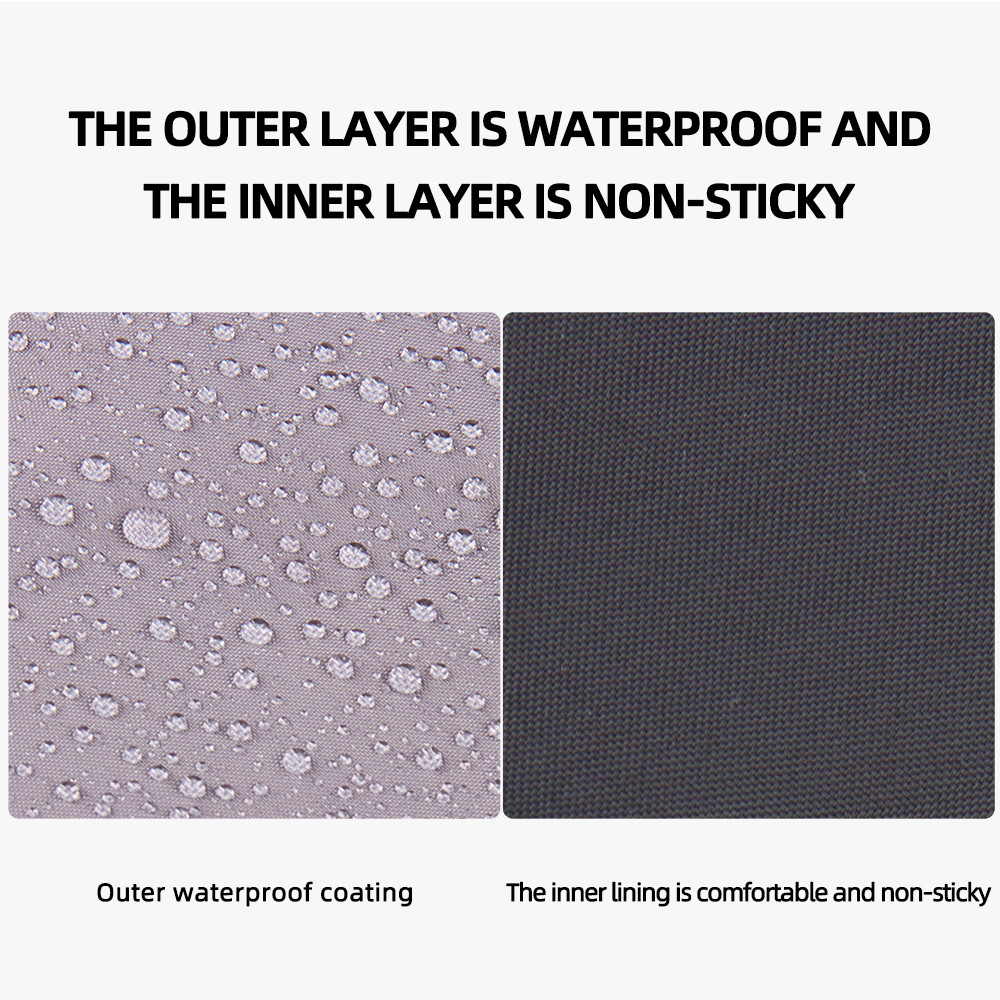 THE OUTER LAYER IS WATERPROOF AND
THE INNER LAYER IS NON-STICKY
Outer waterproof coating
The inner lining is comfortable and non-sticky